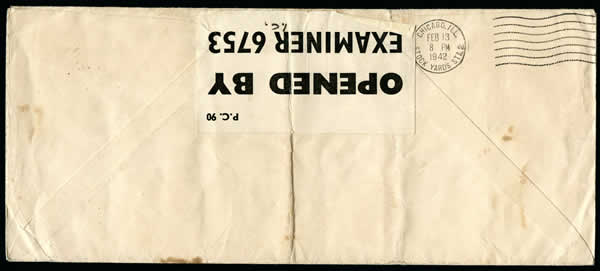 P.C. 90
OPENED BY
EXAMINER 6753
I.C.
CHICAGO, ILL.
FEB 13
8 PM
1942
STOCK YARDS STA.